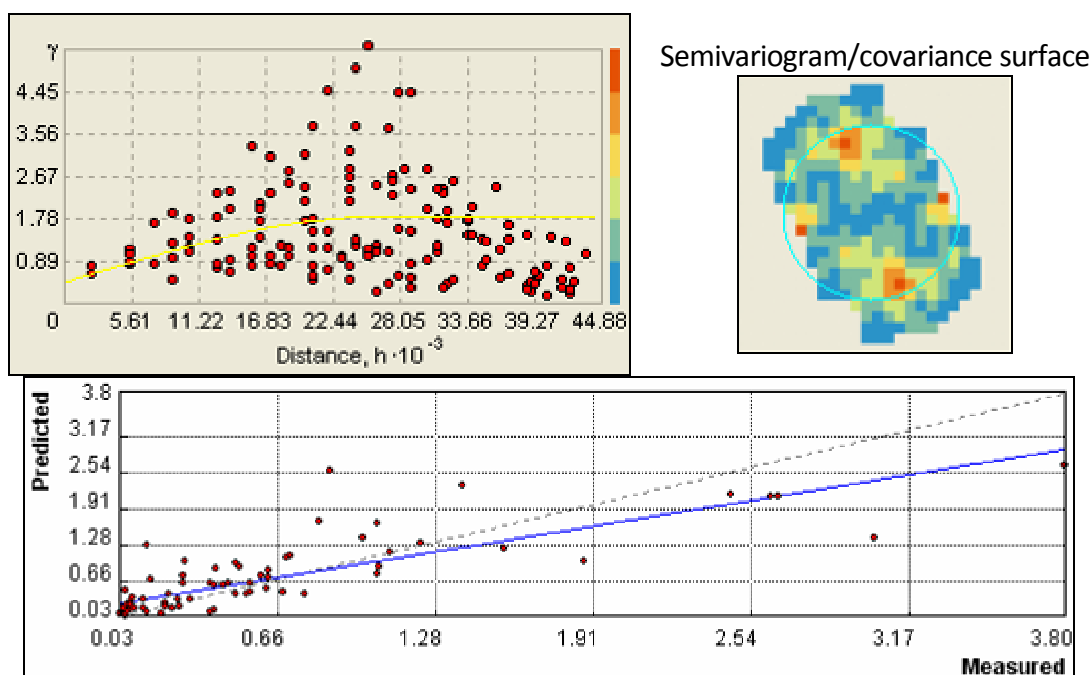 γ
4.45
3.56
2.67
1.78
0.89
0 5.61 11.22 16.83 22.44 28.05 33.66 39.27 44.88
Distance, h·10⁻³
Semivariogram/covariance surface
Predicted
3.8
3.17
2.54
1.91
1.28
0.66
0.03
0.03 0.66 1.28 1.91 2.54 3.17 3.80
Measured